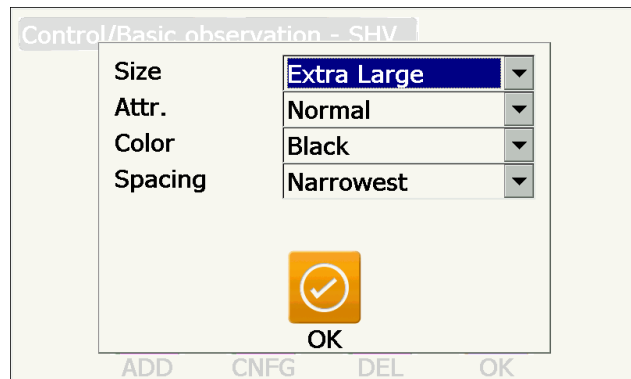 Control/Basic observation - SHV
Size Extra Large
Attr. Normal
Color Black
Spacing Narrowest
OK
ADD CNFG DEL OK